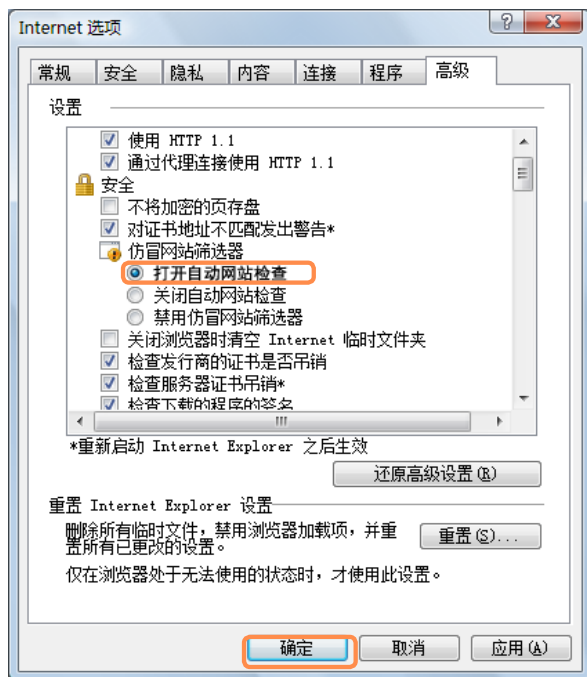 Internet 选项
常规 安全 隐私 内容 连接 程序 高级
设置
使用 HTTP 1.1
通过代理连接使用 HTTP 1.1
安全
不将加密的页存盘
对证书地址不匹配发出警告*
仿冒网站筛选器
打开自动网站检查
关闭自动网站检查
禁用仿冒网站筛选器
关闭浏览器时清空 Internet 临时文件夹
检查发行商的证书是否吊销
检查服务器证书吊销*
检查下载的程序的签名
*重新启动 Internet Explorer 之后生效
还原高级设置(R)
重置 Internet Explorer 设置
删除所有临时文件，禁用浏览器加载项，并重
置所有已更改的设置。
重置(S)...
仅在浏览器处于无法使用的状态时，才使用此设置。
确定 取消 应用(A)